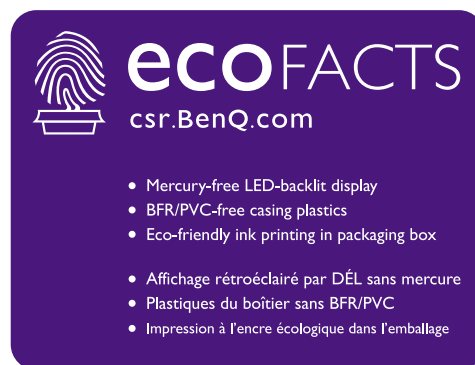 ecoFACTS
csr.BenQ.com
• Mercury-free LED-backlit display
• BFR/PVC-free casing plastics
• Eco-friendly ink printing in packaging box
• Affichage rétroéclairé par DÉL sans mercure
• Plastiques du boîtier sans BFR/PVC
• Impression à l'encre écologique dans l'emballage